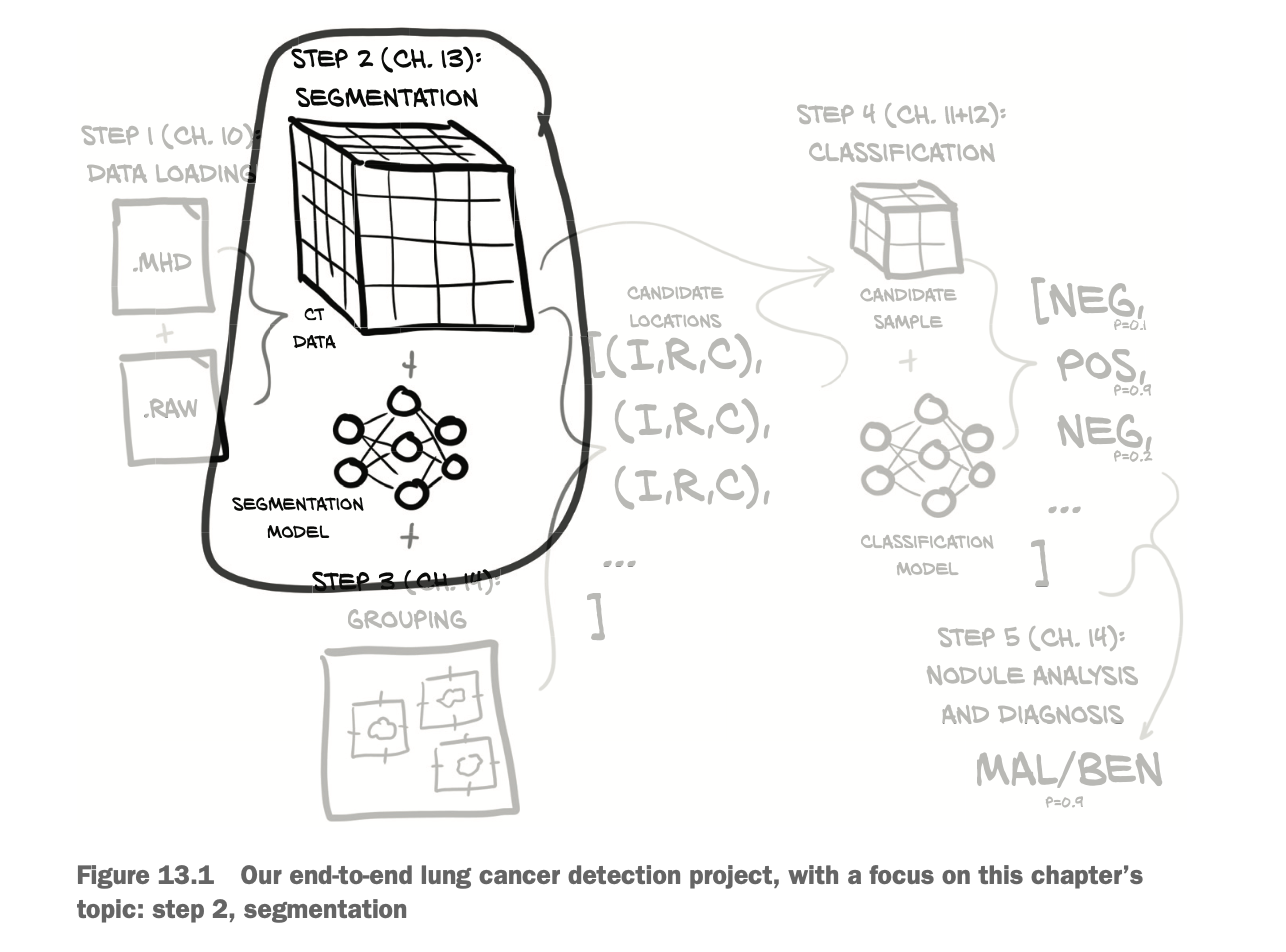 STEP 2 (CH. 13):
SEGMENTATION
STEP 1 (CH. 10):
DATA LOADING
.MHD
+
.RAW
CT
DATA
+
SEGMENTATION
MODEL
+
STEP 3 (CH. 14):
GROUPING
CANDIDATE
LOCATIONS
[(I,R,C),
(I,R,C),
(I,R,C),
...
]
STEP 4 (CH. 11+12):
CLASSIFICATION
CANDIDATE
SAMPLE
+
CLASSIFICATION
MODEL
[NEG,
P=0.1
POS,
P=0.9
NEG,
P=0.2
...
]
STEP 5 (CH. 14):
NODULE ANALYSIS
AND DIAGNOSIS
MAL/BEN
P=0.9
Figure 13.1 Our end-to-end lung cancer detection project, with a focus on this chapter's
topic: step 2, segmentation